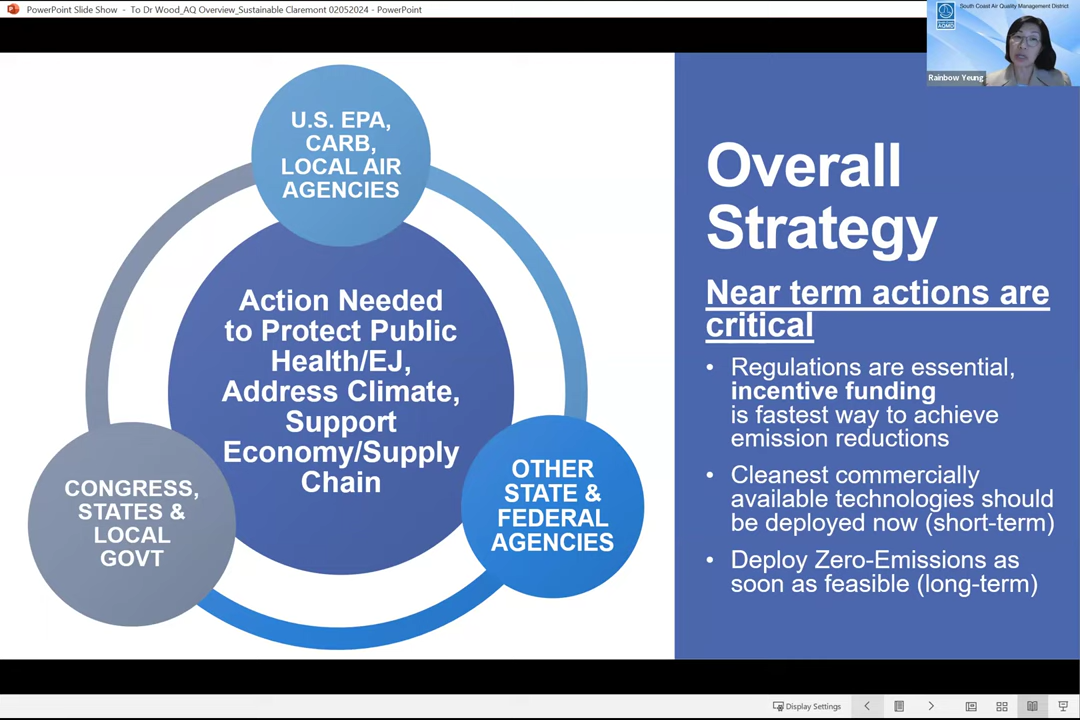 PowerPoint Slide Show - To Dr Wood_AQ Overview_Sustainable Claremont 02052024 - PowerPoint
South Coast Air Quality Management District
AQMD
Rainbow Yeung
U.S. EPA,
CARB,
LOCAL AIR
AGENCIES
Action Needed
to Protect Public
Health/EJ,
Address Climate,
Support
Economy/Supply
Chain
CONGRESS,
STATES &
LOCAL
GOVT
OTHER
STATE &
FEDERAL
AGENCIES
Overall
Strategy
Near term actions are
critical
• Regulations are essential,
incentive funding
is fastest way to achieve
emission reductions
• Cleanest commercially
available technologies should
be deployed now (short-term)
• Deploy Zero-Emissions as
soon as feasible (long-term)
Display Settings